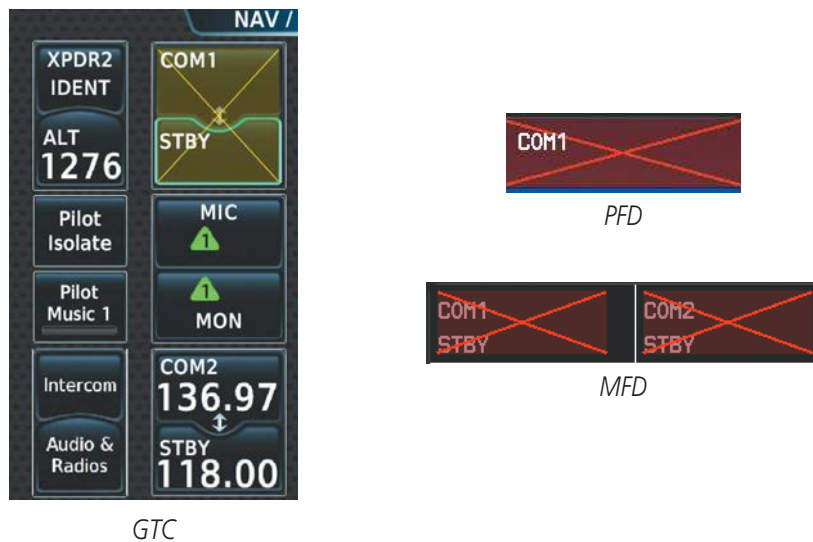 NAV /
XPDR2
IDENT
ALT
1276
COM1
STBY
Pilot
Isolate
MIC
1
Pilot
Music 1
1
MON
Intercom
Audio &
Radios
COM2
136.97
STBY
118.00
GTC
COM1
PFD
COM1
STBY
COM2
STBY
MFD